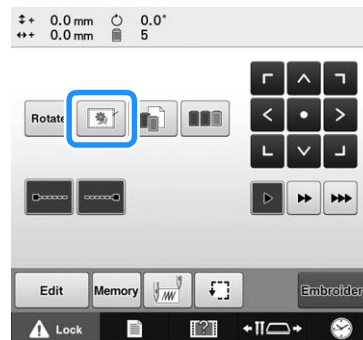 + 0.0 mm 0.0°
+ 0.0 mm 5
Rotate
Edit Memory Embroider
Lock